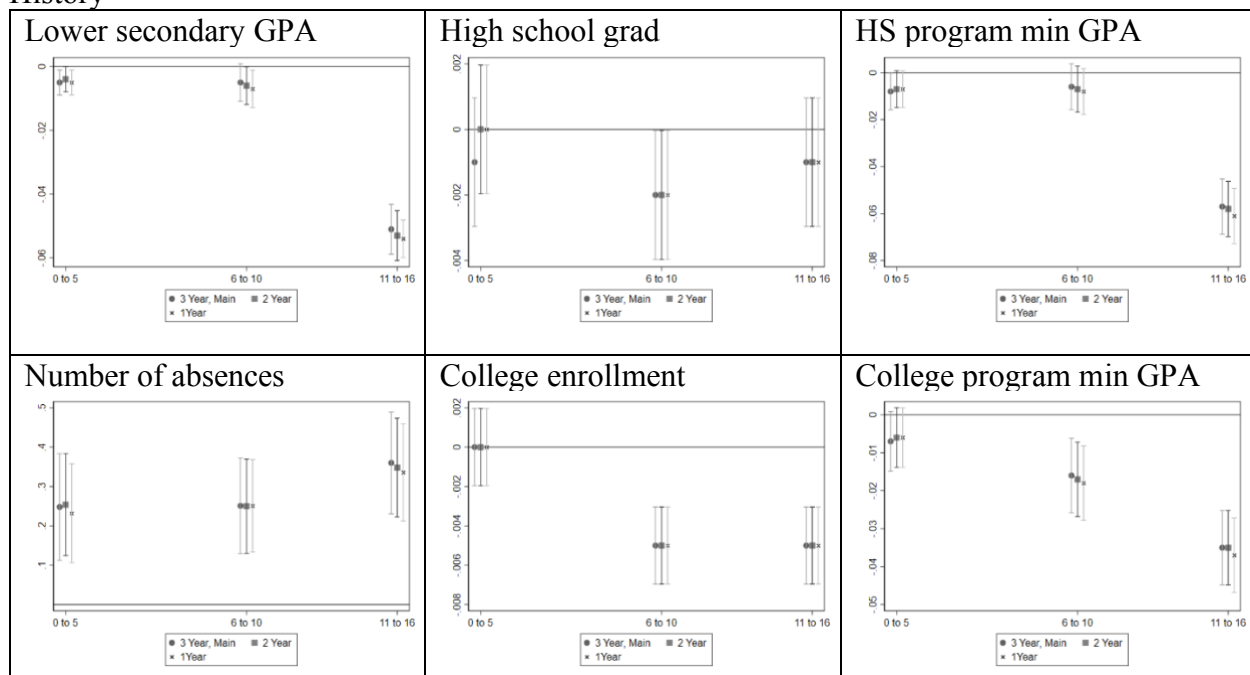 History
Lower secondary GPA
High school grad
HS program min GPA
0
-.02
-.04
-.06
0 to 5
6 to 10
11 to 16
3 Year, Main
2 Year
1Year
.002
0
-.002
-.004
0 to 5
6 to 10
11 to 16
3 Year, Main
2 Year
1Year
0
-.02
-.04
-.06
-.08
0 to 5
6 to 10
11 to 16
3 Year, Main
2 Year
1Year
Number of absences
College enrollment
College program min GPA
.5
.4
.3
.2
.1
0 to 5
6 to 10
11 to 16
3 Year, Main
2 Year
1Year
.002
0
-.002
-.004
-.006
-.008
0 to 5
6 to 10
11 to 16
3 Year, Main
2 Year
1Year
0
-.01
-.02
-.03
-.04
-.05
0 to 5
6 to 10
11 to 16
3 Year, Main
2 Year
1Year